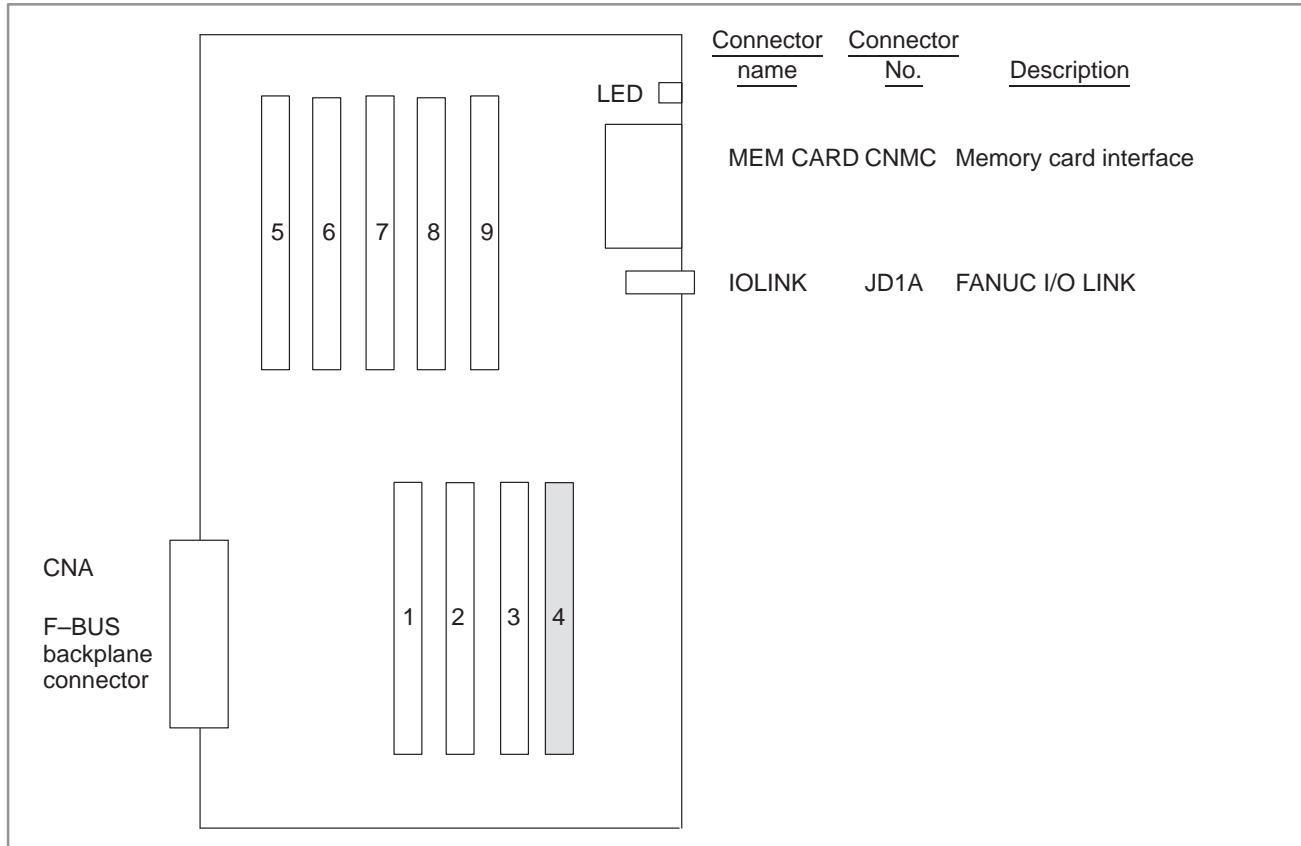 Connector name
Connector No.
Description
LED
MEM CARD CNMC Memory card interface
5 6 7 8 9
IOLINK JD1A FANUC I/O LINK
CNA
F–BUS
backplane
connector
1 2 3 4